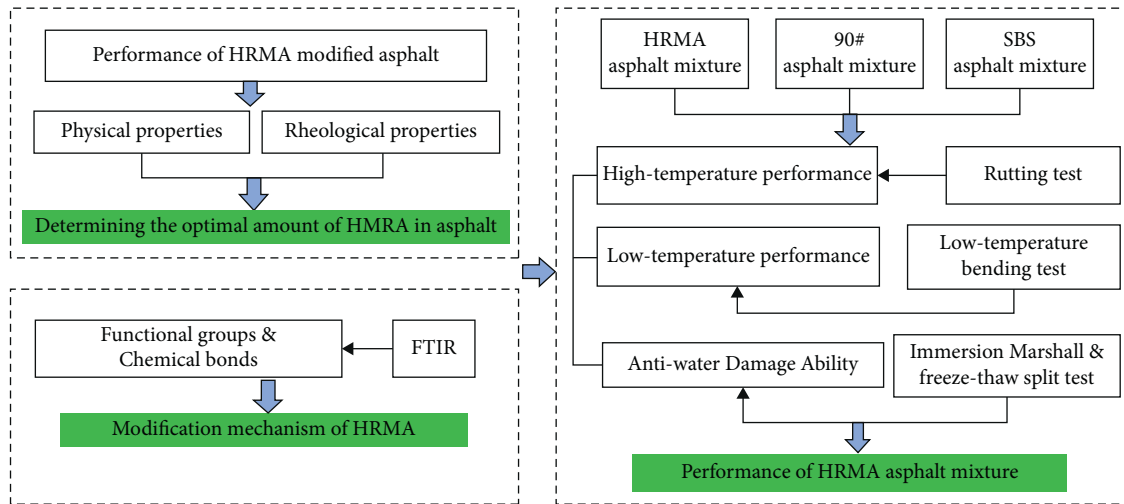 Performance of HRMA modified asphalt
Physical properties
Rheological properties
Determining the optimal amount of HMRA in asphalt
Functional groups &
Chemical bonds
FTIR
Modification mechanism of HRMA
HRMA
asphalt mixture
90#
asphalt mixture
SBS
asphalt mixture
High-temperature performance
Rutting test
Low-temperature performance
Low-temperature
bending test
Anti-water Damage Ability
Immersion Marshall &
freeze-thaw split test
Performance of HRMA asphalt mixture